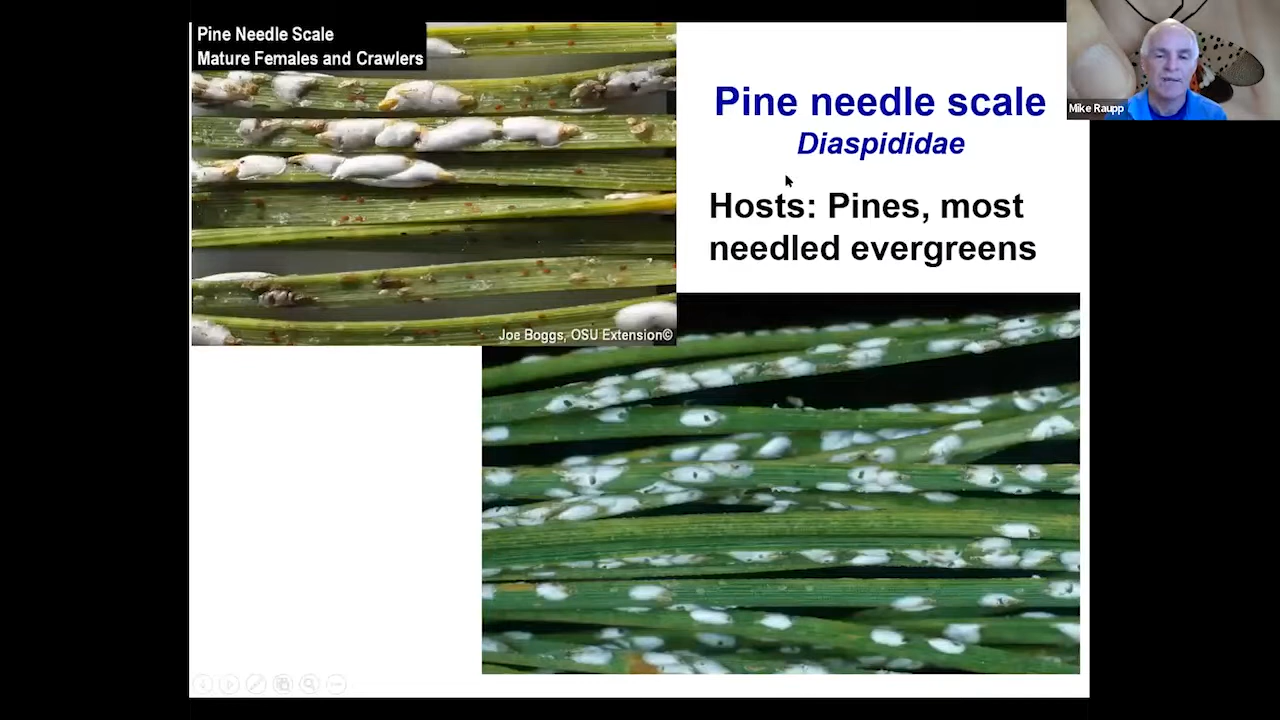 Pine Needle Scale
Mature Females and Crawlers
Joe Boggs, OSU Extension©
Pine needle scale
Diaspididae
Hosts: Pines, most
needled evergreens
Mike Raupp